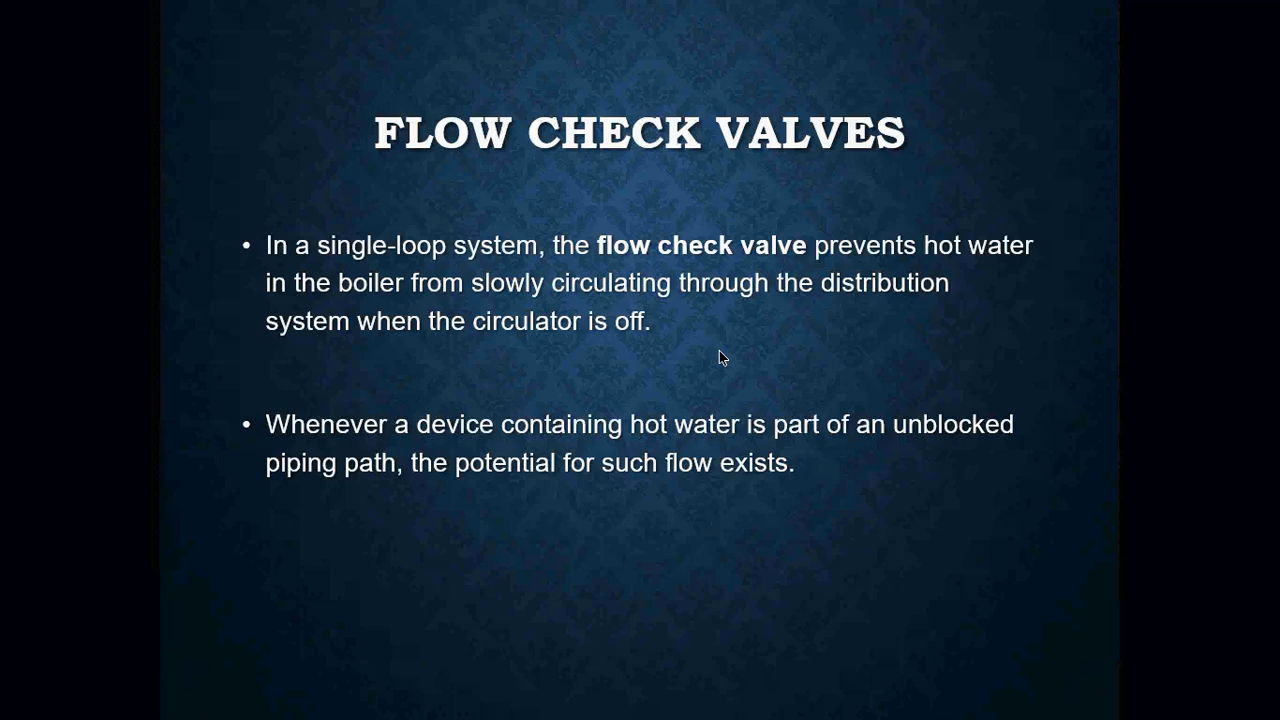 FLOW CHECK VALVES
• In a single-loop system, the flow check valve prevents hot water
in the boiler from slowly circulating through the distribution
system when the circulator is off.
• Whenever a device containing hot water is part of an unblocked
piping path, the potential for such flow exists.